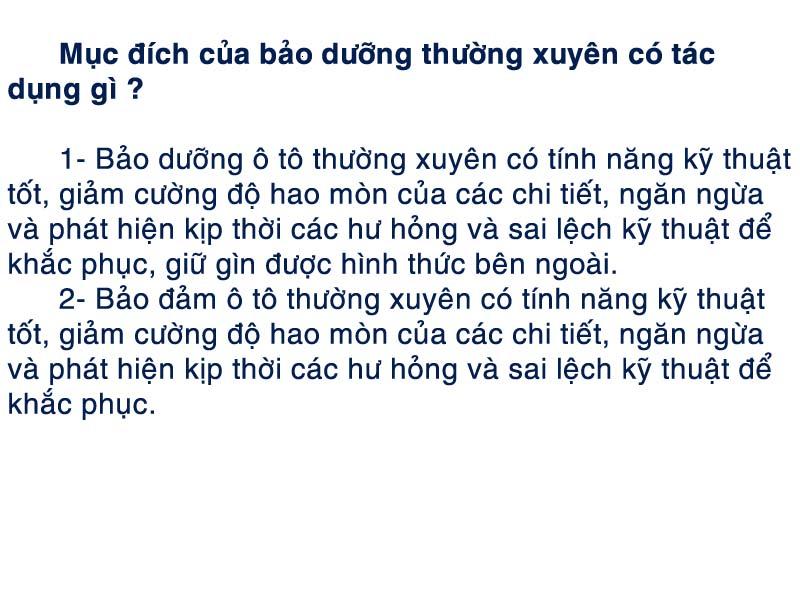 Mục đích của bảo dưỡng thường xuyên có tác
dụng gì ?
1- Bảo dưỡng ô tô thường xuyên có tính năng kỹ thuật
tốt, giảm cường độ hao mòn của các chi tiết, ngăn ngừa
và phát hiện kịp thời các hư hỏng và sai lệch kỹ thuật để
khắc phục, giữ gìn được hình thức bên ngoài.
2- Bảo đảm ô tô thường xuyên có tính năng kỹ thuật
tốt, giảm cường độ hao mòn của các chi tiết, ngăn ngừa
và phát hiện kịp thời các hư hỏng và sai lệch kỹ thuật để
khắc phục.